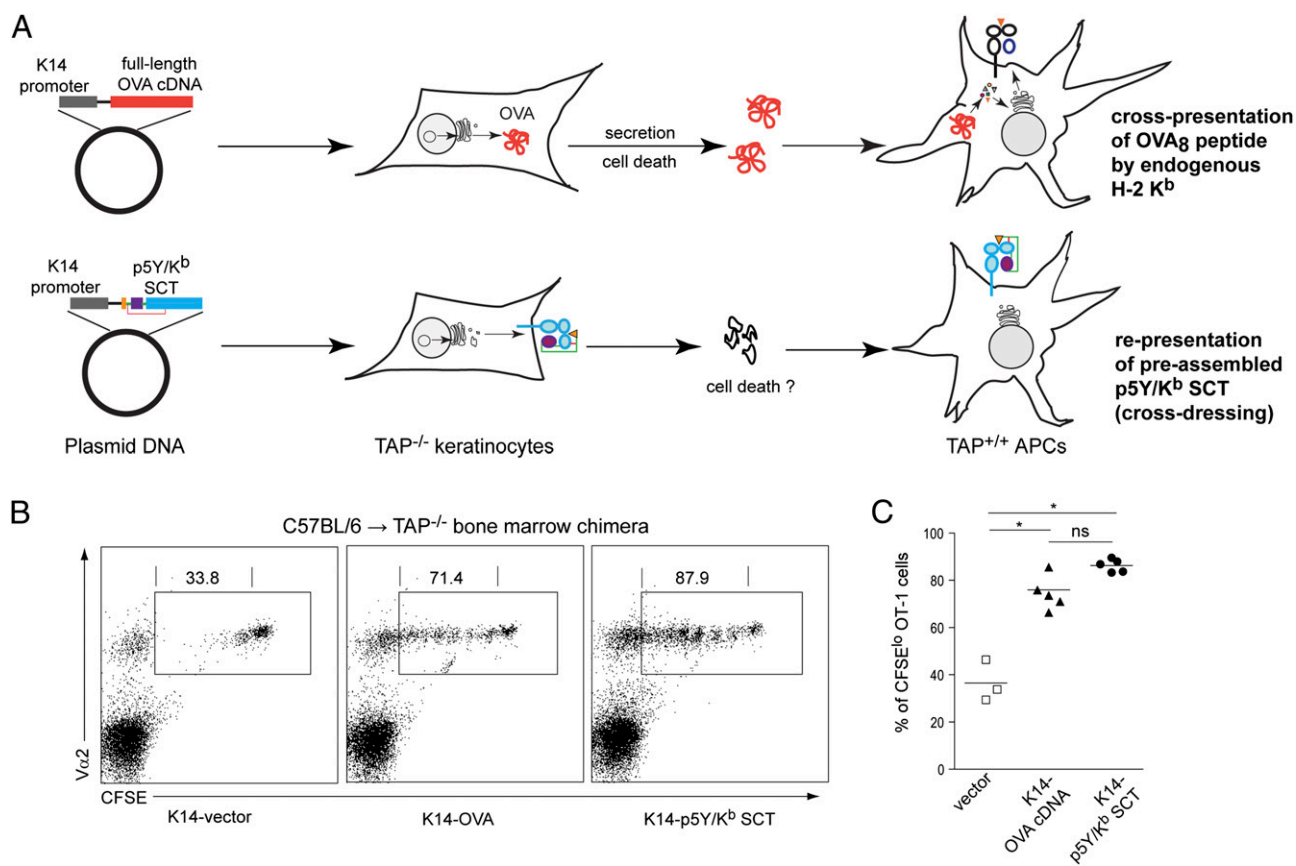 A
K14
promoter
full-length
OVA cDNA
OVA
secretion
cell death
cross-presentation
of OVA8 peptide
by endogenous
H-2 Kb
K14
promoter
p5Y/Kb
SCT
cell death ?
re-presentation
of pre-assembled
p5Y/Kb SCT
(cross-dressing)
Plasmid DNA
TAP-/- keratinocytes
TAP+/+ APCs
B
C57BL/6 → TAP-/- bone marrow chimera
33.8
71.4
87.9
Vα2
CFSE
K14-vector
K14-OVA
K14-p5Y/Kb SCT
C
*
*
ns
% of CFSElo OT-1 cells
100
80
60
40
20
0
vector
K14-
OVA cDNA
K14-
p5Y/Kb SCT